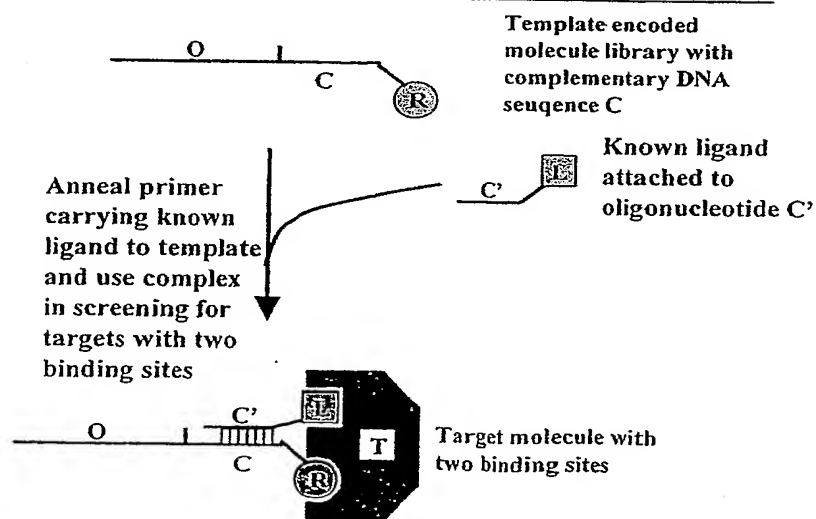 Template encoded
molecule library with
complementary DNA
seuqence C
O
C
R
Known ligand
attached to
oligonucleotide C’
C’
L
Anneal primer
carrying known
ligand to template
and use complex
in screening for
targets with two
binding sites
C’
L
O
C
T
R
Target molecule with
two binding sites